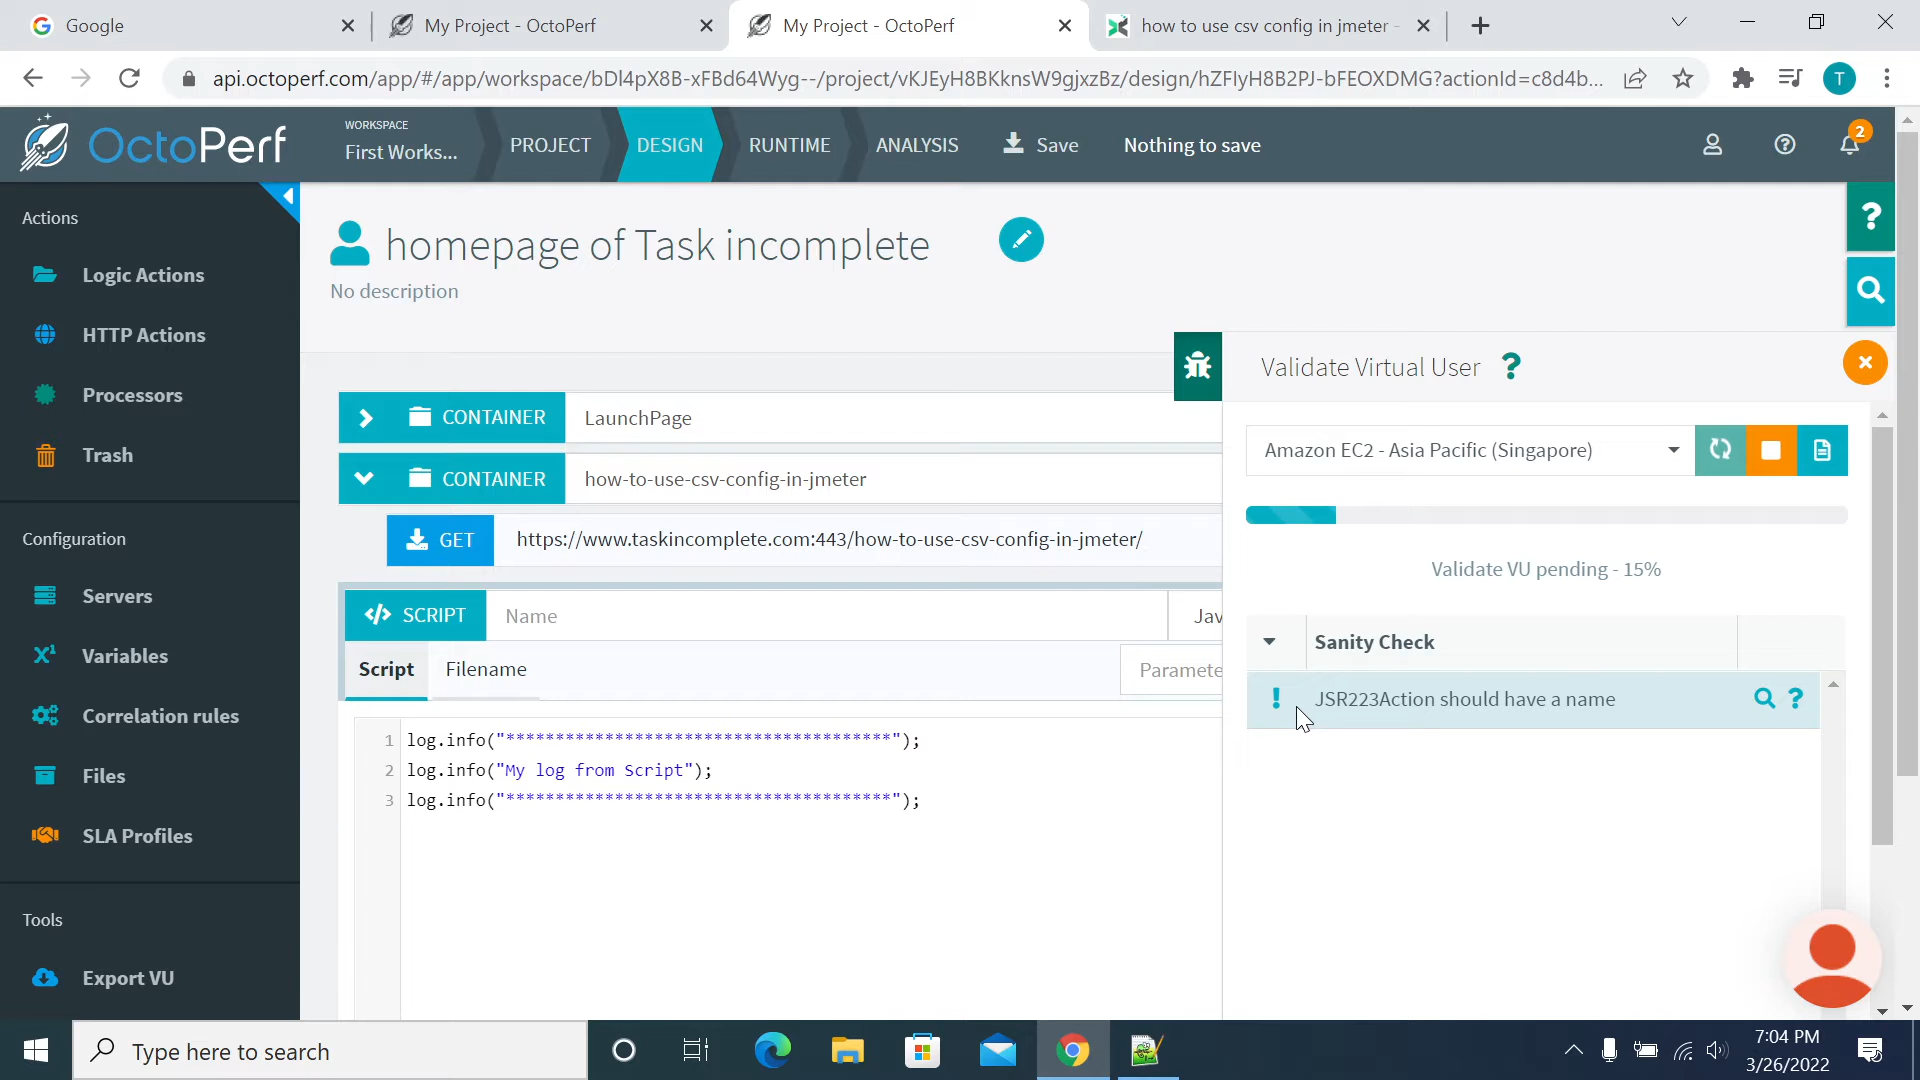 Google
My Project - OctoPerf
My Project - OctoPerf
how to use csv config in jmeter -
api.octoperf.com/app/#/app/workspace/bDl4pX8B-xFBd64Wyg--/project/vKJEyH8BKknsW9gjxzBz/design/hZFIyH8B2PJ-bFEOXDMG?actionId=c8d4b...
T
OctoPerf
WORKSPACE
First Works...
PROJECT
DESIGN
RUNTIME
ANALYSIS
Save
Nothing to save
2
Actions
Logic Actions
HTTP Actions
Processors
Trash
Configuration
Servers
Variables
Correlation rules
Files
SLA Profiles
Tools
Export VU
homepage of Task incomplete
No description
CONTAINER LaunchPage
CONTAINER how-to-use-csv-config-in-jmeter
GET https://www.taskincomplete.com:443/how-to-use-csv-config-in-jmeter/
SCRIPT Name Jav
Script Filename Paramete
1 log.info("***************************************");
2 log.info("My log from Script");
3 log.info("***************************************");
Validate Virtual User ?
Amazon EC2 - Asia Pacific (Singapore)
Validate VU pending - 15%
Sanity Check
! JSR223Action should have a name ?
Type here to search
7:04 PM
3/26/2022